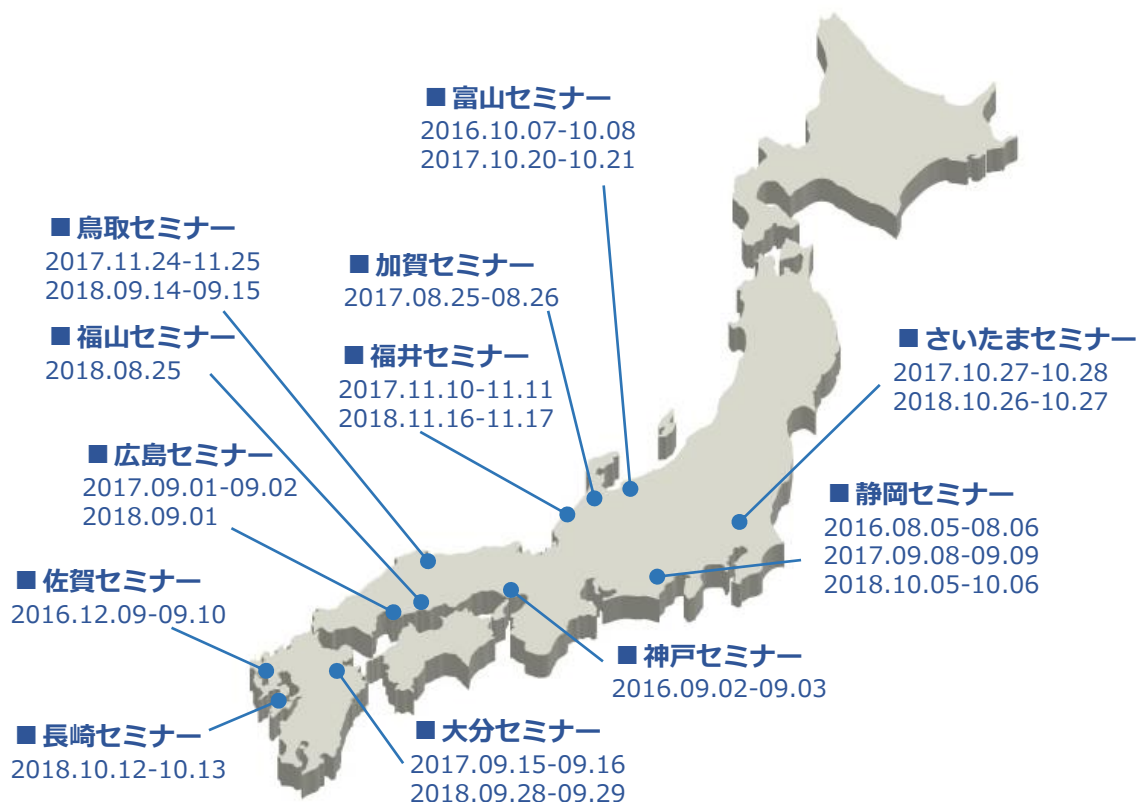 ■ 富山セミナー
2016.10.07-10.08
2017.10.20-10.21
■ 鳥取セミナー
2017.11.24-11.25
2018.09.14-09.15
■ 加賀セミナー
2017.08.25-08.26
■ 福山セミナー
2018.08.25
■ 福井セミナー
2017.11.10-11.11
2018.11.16-11.17
■ さいたまセミナー
2017.10.27-10.28
2018.10.26-10.27
■ 広島セミナー
2017.09.01-09.02
2018.09.01
■ 静岡セミナー
2016.08.05-08.06
2017.09.08-09.09
2018.10.05-10.06
■ 佐賀セミナー
2016.12.09-09.10
■ 神戸セミナー
2016.09.02-09.03
■ 長崎セミナー
2018.10.12-10.13
■ 大分セミナー
2017.09.15-09.16
2018.09.28-09.29